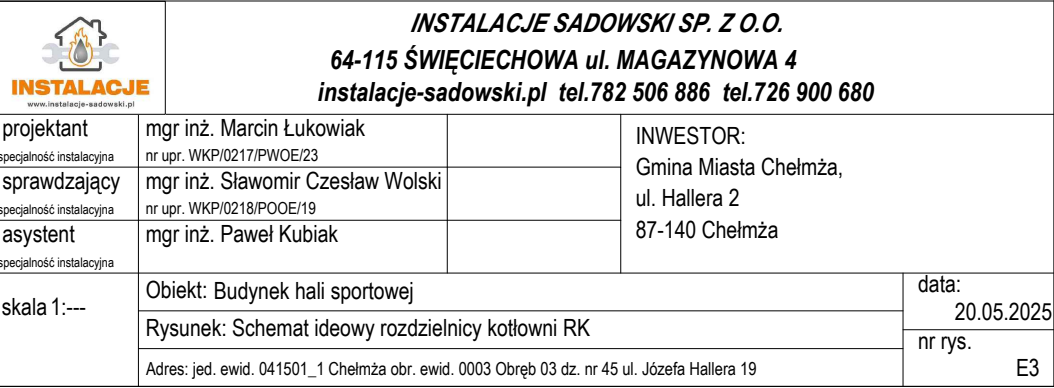 INSTALACJE
www.instalacje-sadowski.pl
INSTALACJE SADOWSKI SP. Z O.O.
64-115 ŚWIĘCIECHOWA ul. MAGAZYNOWA 4
instalacje-sadowski.pl tel.782 506 886 tel.726 900 680
projektant
specjalność instalacyjna
mgr inż. Marcin Łukowiak
nr upr. WKP/0217/PWOE/23
sprawdzający
specjalność instalacyjna
mgr inż. Sławomir Czesław Wolski
nr upr. WKP/0218/POOE/19
asystent
specjalność instalacyjna
mgr inż. Paweł Kubiak
INWESTOR:
Gmina Miasta Chełmża,
ul. Hallera 2
87-140 Chełmża
skala 1:---
Obiekt: Budynek hali sportowej
Rysunek: Schemat ideowy rozdzielnicy kotłowni RK
Adres: jed. ewid. 041501_1 Chełmża obr. ewid. 0003 Obręb 03 dz. nr 45 ul. Józefa Hallera 19
data:
20.05.2025
nr rys.
E3